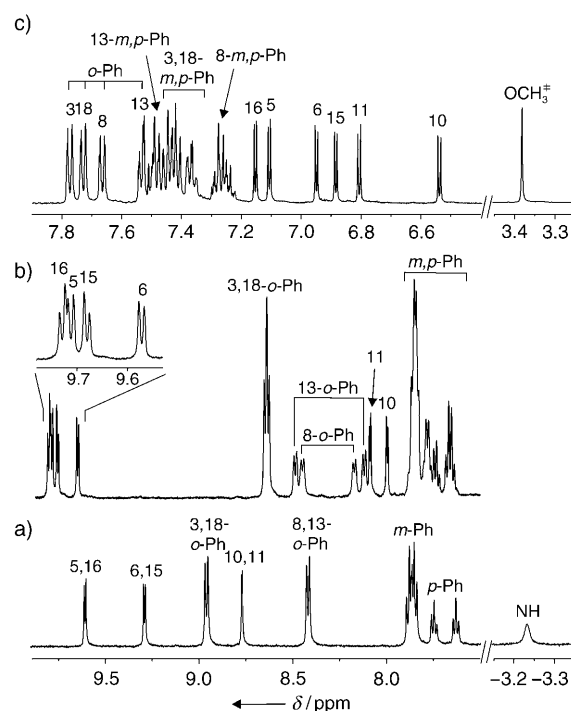 c)
13-m,p-Ph
3,18-
m,p-Ph
8-m,p-Ph
o-Ph
3 18 8 13 16 5 6 15 11 10 OCH₃‡
7.8 7.6 7.4 7.2 7.0 6.8 6.6 3.4 3.3
b)
16 5 15 6
9.7 9.6
3,18-o-Ph
m,p-Ph
13-o-Ph
8-o-Ph
11
10
a)
5,16 6,15
3,18-
o-Ph
10,11
8,13-
o-Ph
m-Ph
p-Ph
NH
9.5 9.0 8.5 8.0 −3.2 −3.3
δ/ppm